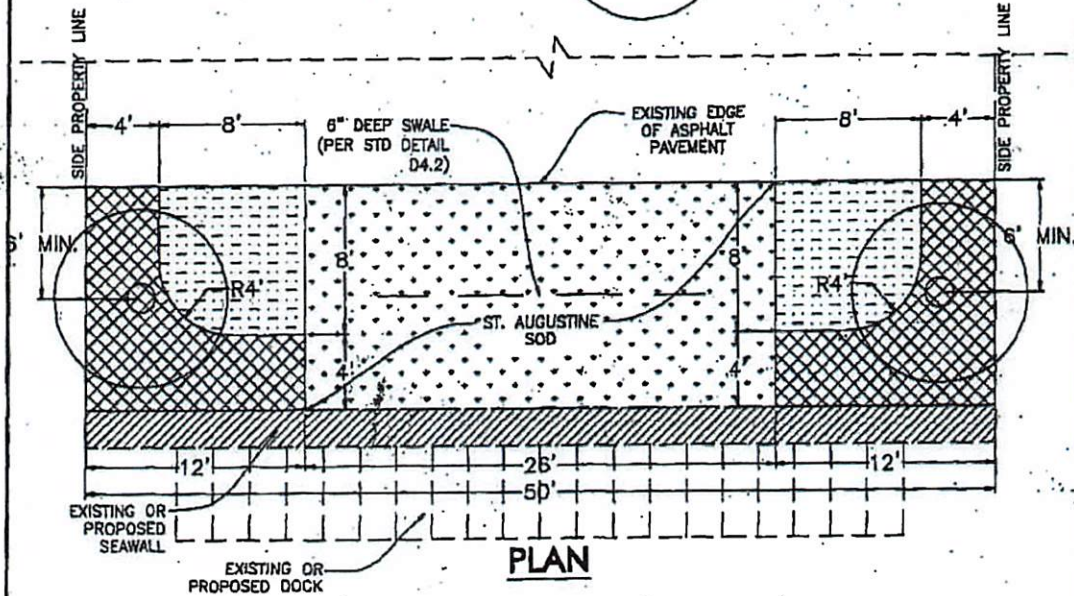 SIDE PROPERTY LINE
SIDE PROPERTY LINE
4'
8'
6" DEEP SWALE
(PER STD DETAIL
D4.2)
EXISTING EDGE
OF ASPHALT
PAVEMENT
8'
4'
6' MIN.
8'
8'
6' MIN.
R4'
R4'
ST. AUGUSTINE
SOD
4'
4'
12'
26'
12'
50'
EXISTING OR
PROPOSED
SEAWALL
EXISTING OR
PROPOSED DOCK
PLAN